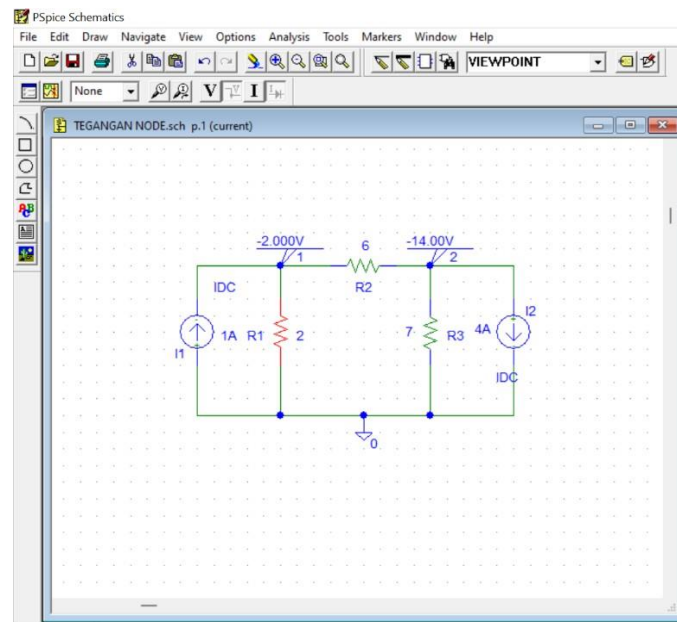 PSpice Schematics
File Edit Draw Navigate View Options Analysis Tools Markers Window Help
VIEWPOINT
None V I
TEGANGAN NODE.sch p.1 (current)
-2.000V 6 -14.00V
1 2
IDC R2
I2
1A R1 2 7 R3 4A
I1
IDC
0